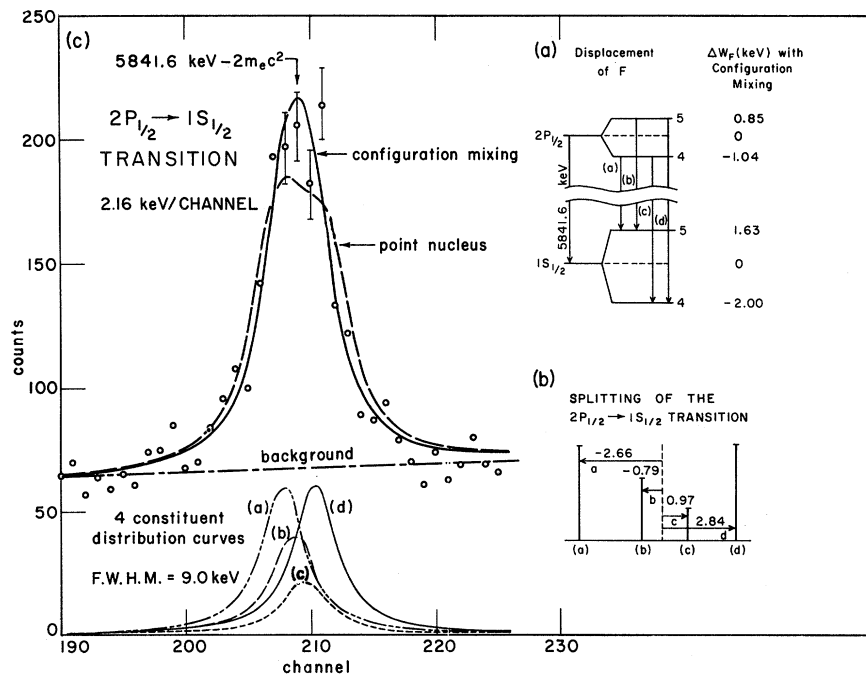 (c)
5841.6 keV-2mₑc²
2P1/2 → IS1/2
TRANSITION
2.16 keV/CHANNEL
configuration mixing
point nucleus
background
4 constituent
distribution curves
F.W.H.M. = 9.0 keV
(a)
(b)
(c)
(d)
250
200
150
100
50
0
counts
190
200
210
220
230
channel
(a)
Displacement
of F
ΔW_F (keV) with
Configuration
Mixing
2P1/2
5
0.85
0
4
-1.04
keV
5841.6
(a)
(b)
(c)
(d)
IS1/2
5
1.63
0
4
-2.00
(b)
SPLITTING OF THE
2P1/2 → IS1/2 TRANSITION
-2.66
a
-0.79
b
0.97
c
2.84
d
(a)
(b)
(c)
(d)